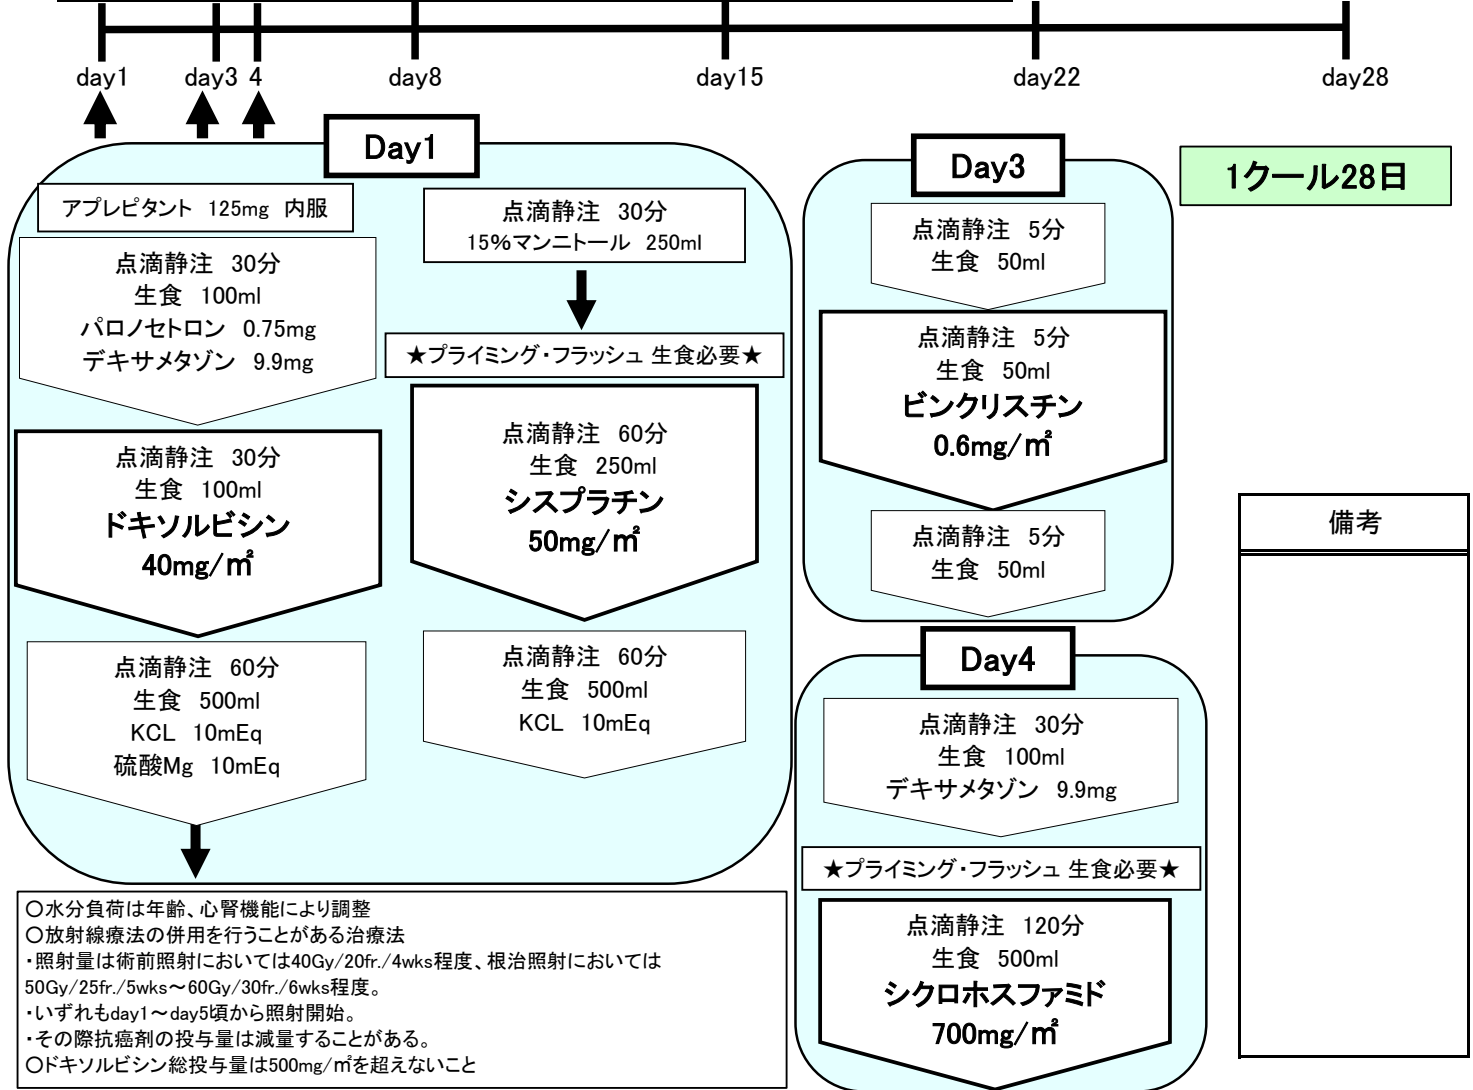 day1
day3
4
day8
day15
day22
day28
Day1
アプレピタント 125mg 内服
点滴静注 30分
生食 100ml
パロノセトロン 0.75mg
デキサメタゾン 9.9mg
点滴静注 30分
生食 100ml
ドキソルビシン
40mg/㎡
点滴静注 60分
生食 500ml
KCL 10mEq
硫酸Mg 10mEq
点滴静注 30分
15%マンニトール 250ml
★プライミング・フラッシュ 生食必要★
点滴静注 60分
生食 250ml
シスプラチン
50mg/㎡
点滴静注 60分
生食 500ml
KCL 10mEq
Day3
点滴静注 5分
生食 50ml
点滴静注 5分
生食 50ml
ビンクリスチン
0.6mg/㎡
点滴静注 5分
生食 50ml
Day4
点滴静注 30分
生食 100ml
デキサメタゾン 9.9mg
★プライミング・フラッシュ 生食必要★
点滴静注 120分
生食 500ml
シクロホスファミド
700mg/㎡
1クール28日
備考
○水分負荷は年齢、心腎機能により調整
○放射線療法の併用を行うことがある治療法
・照射量は術前照射においては40Gy/20fr./4wks程度、根治照射においては
50Gy/25fr./5wks～60Gy/30fr./6wks程度。
・いずれもday1～day5頃から照射開始。
・その際抗癌剤の投与量は減量することがある。
○ドキソルビシン総投与量は500mg/㎡を超えないこと